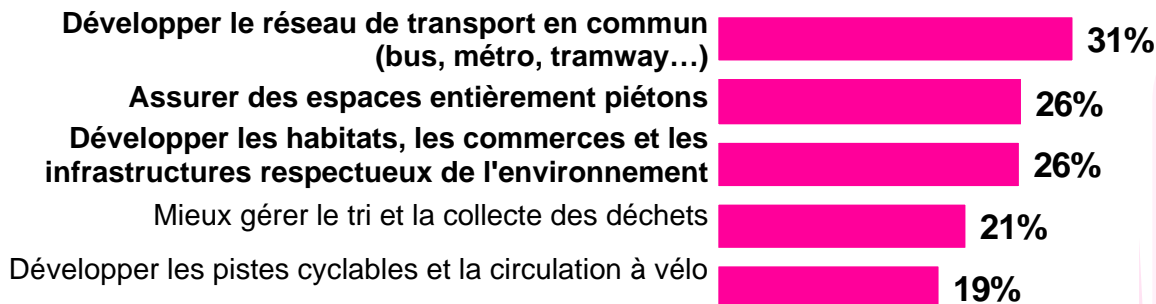 Développer le réseau de transport en commun
(bus, métro, tramway…)
31%
Assurer des espaces entièrement piétons
26%
Développer les habitats, les commerces et les
infrastructures respectueux de l'environnement
26%
Mieux gérer le tri et la collecte des déchets
21%
Développer les pistes cyclables et la circulation à vélo
19%